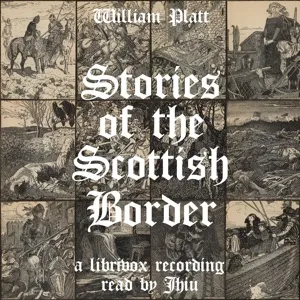 William Platt
Stories
of the
Scottish
Border
a librivox recording
read by Jhiu